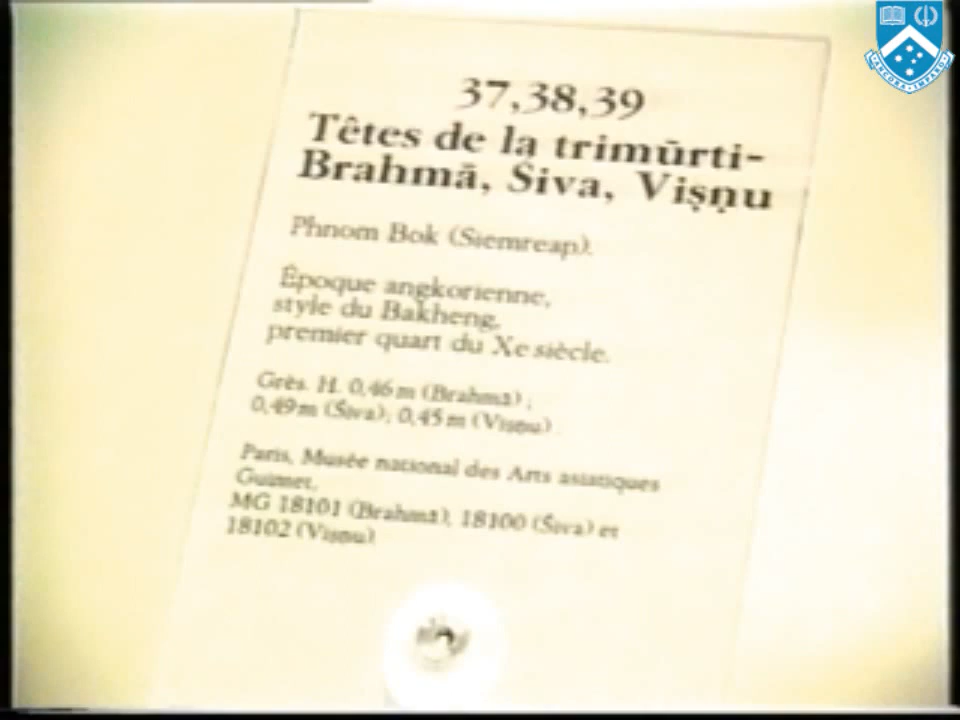 37,38,39
Têtes de la trimūrti-
Brahmā, Śiva, Viṣṇu
Phnom Bok (Siemreap).
Époque angkorienne,
style du Bakheng,
premier quart du Xe siècle.
Grès. H. 0,46 m (Brahmā) ;
0,49 m (Śiva); 0,45 m (Viṣṇu) .
Paris, Musée national des Arts asiatiques
Guimet,
MG 18101 (Brahmā), 18100 (Śiva) et
18102 (Viṣṇu)
ANCORA IMPARO